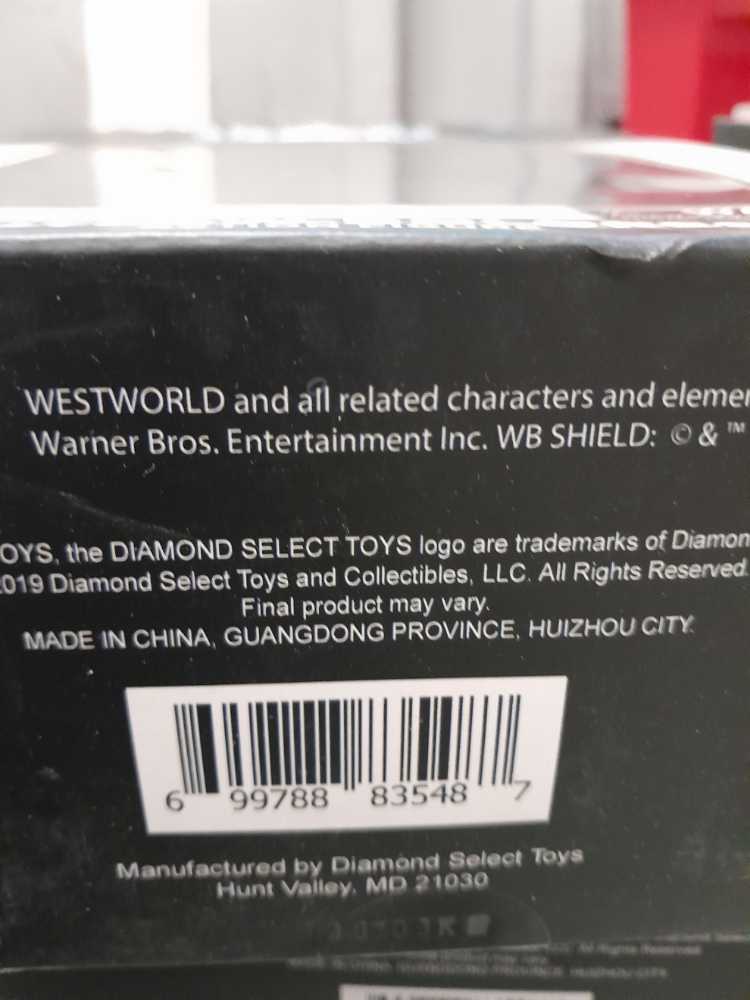 WESTWORLD and all related characters and elemen
Warner Bros. Entertainment Inc. WB SHIELD: © & ™
OYS, the DIAMOND SELECT TOYS logo are trademarks of Diamon
2019 Diamond Select Toys and Collectibles, LLC. All Rights Reserved.
Final product may vary.
MADE IN CHINA, GUANGDONG PROVINCE, HUIZHOU CITY.
6 99788 83548 7
Manufactured by Diamond Select Toys
Hunt Valley, MD 21030